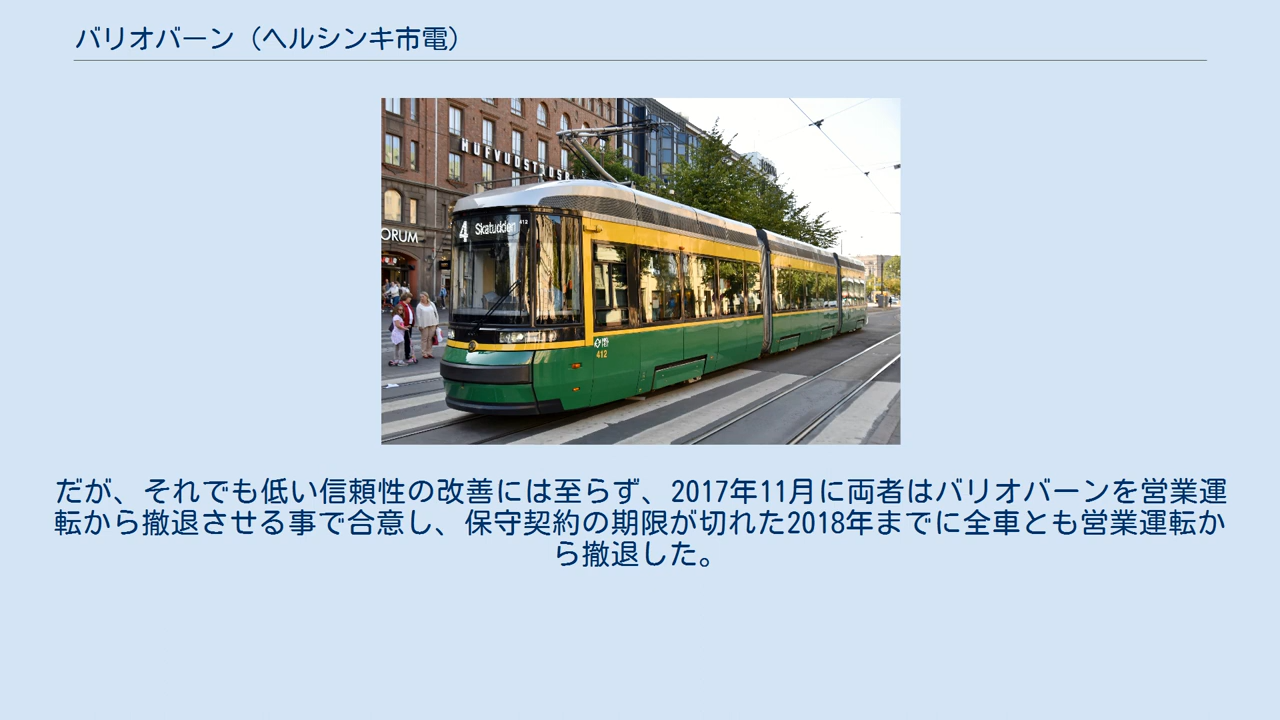 バリオバーン（ヘルシンキ市電）
HUFVUDSTADSB
ORUM
4 Skatudden 412
412
だが、それでも低い信頼性の改善には至らず、2017年11月に両者はバリオバーンを営業運
転から撤退させる事で合意し、保守契約の期限が切れた2018年までに全車とも営業運転か
ら撤退した。